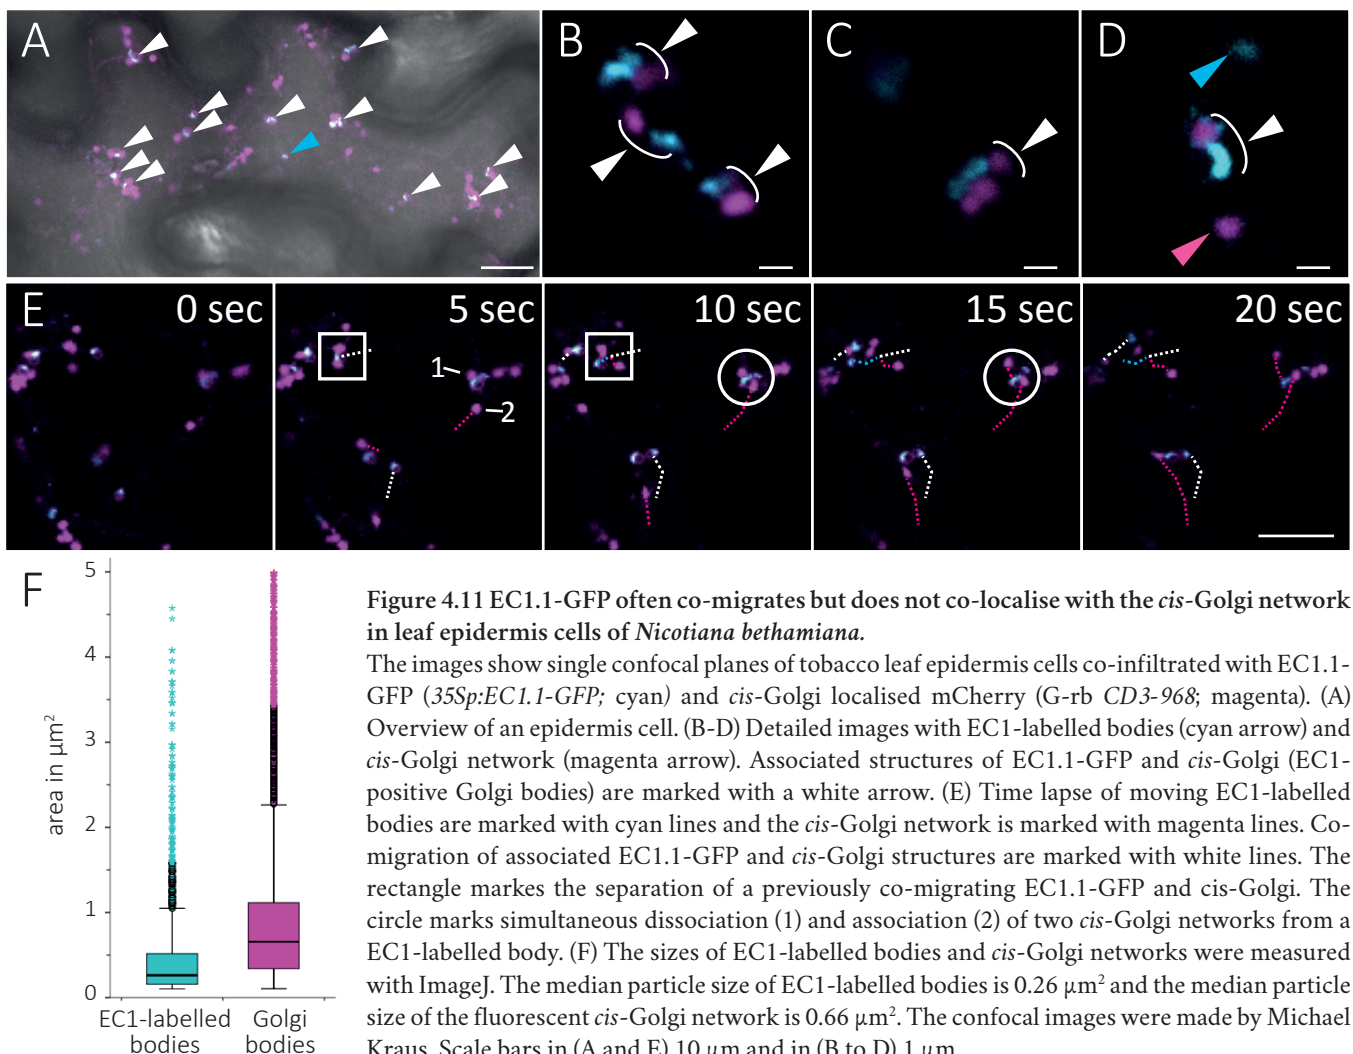 A
B
C
D
E
0 sec
5 sec
10 sec
15 sec
20 sec
1
2
F
5
4
3
2
1
0
area in µm²
EC1-labelled bodies
Golgi bodies
Figure 4.11 EC1.1-GFP often co-migrates but does not co-localise with the cis-Golgi network
in leaf epidermis cells of Nicotiana bethamiana.
The images show single confocal planes of tobacco leaf epidermis cells co-infiltrated with EC1.1-
GFP (35Sp:EC1.1-GFP; cyan) and cis-Golgi localised mCherry (G-rb CD3-968; magenta). (A)
Overview of an epidermis cell. (B-D) Detailed images with EC1-labelled bodies (cyan arrow) and
cis-Golgi network (magenta arrow). Associated structures of EC1.1-GFP and cis-Golgi (EC1-
positive Golgi bodies) are marked with a white arrow. (E) Time lapse of moving EC1-labelled
bodies are marked with cyan lines and the cis-Golgi network is marked with magenta lines. Co-
migration of associated EC1.1-GFP and cis-Golgi structures are marked with white lines. The
rectangle markes the separation of a previously co-migrating EC1.1-GFP and cis-Golgi. The
circle marks simultaneous dissociation (1) and association (2) of two cis-Golgi networks from a
EC1-labelled body. (F) The sizes of EC1-labelled bodies and cis-Golgi networks were measured
with ImageJ. The median particle size of EC1-labelled bodies is 0.26 µm² and the median particle
size of the fluorescent cis-Golgi network is 0.66 µm². The confocal images were made by Michael
Kraus. Scale bars in (A and E) 10 µm and in (B to D) 1 µm